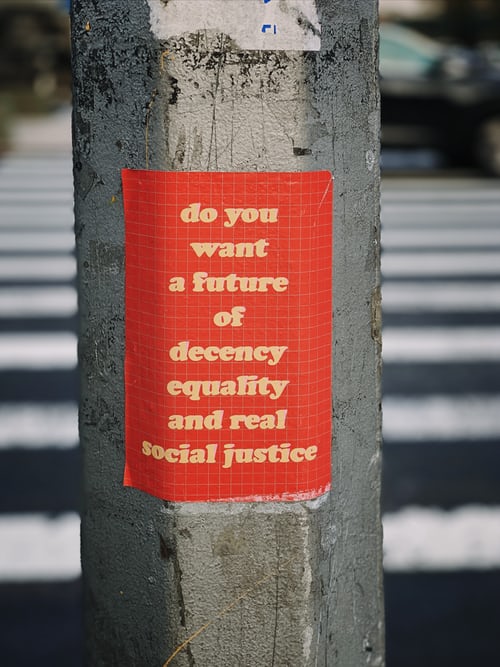 do you
want
a future
of
decency
equality
and real
social justice